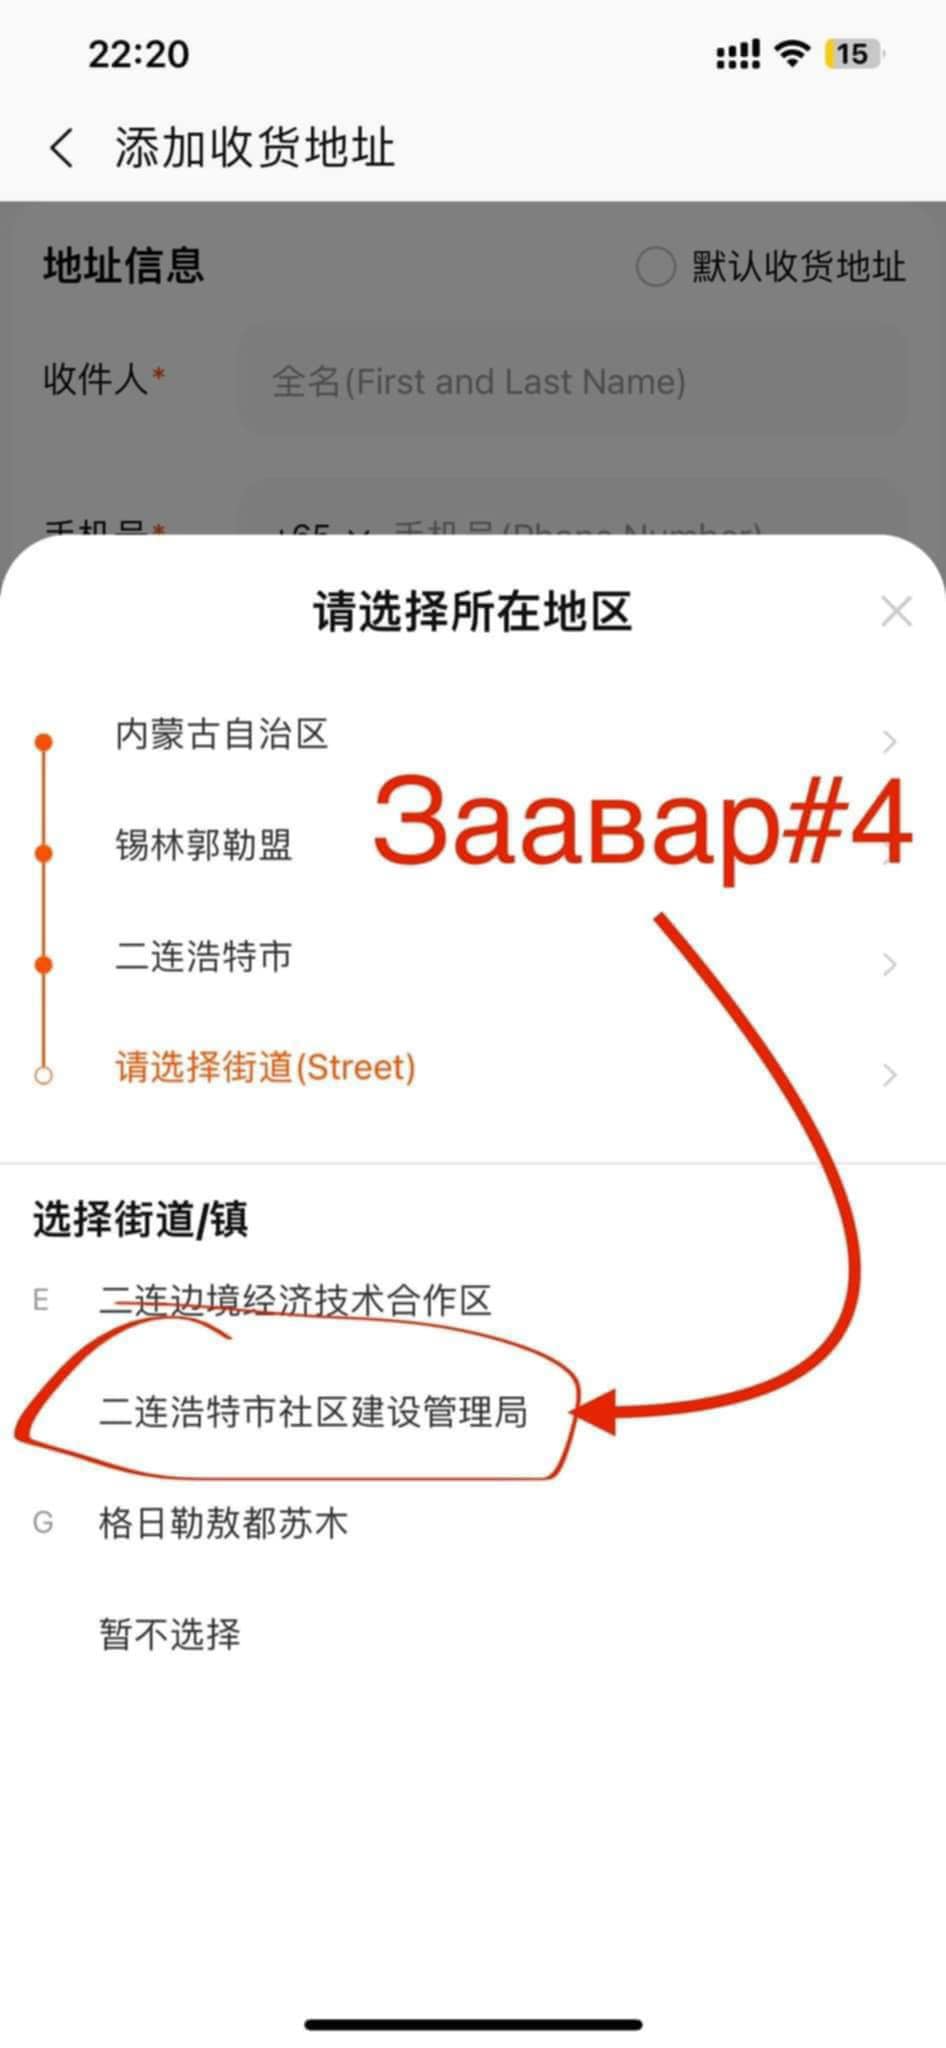 22:20
15
添加收货地址
地址信息
默认收货地址
收件人*
全名(First and Last Name)
手机号*
+65
手机号(Phone Number)
请选择所在地区
内蒙古自治区
Заавар#4
锡林郭勒盟
二连浩特市
请选择街道(Street)
选择街道/镇
E
二连边境经济技术合作区
二连浩特市社区建设管理局
G
格日勒敖都苏木
暂不选择